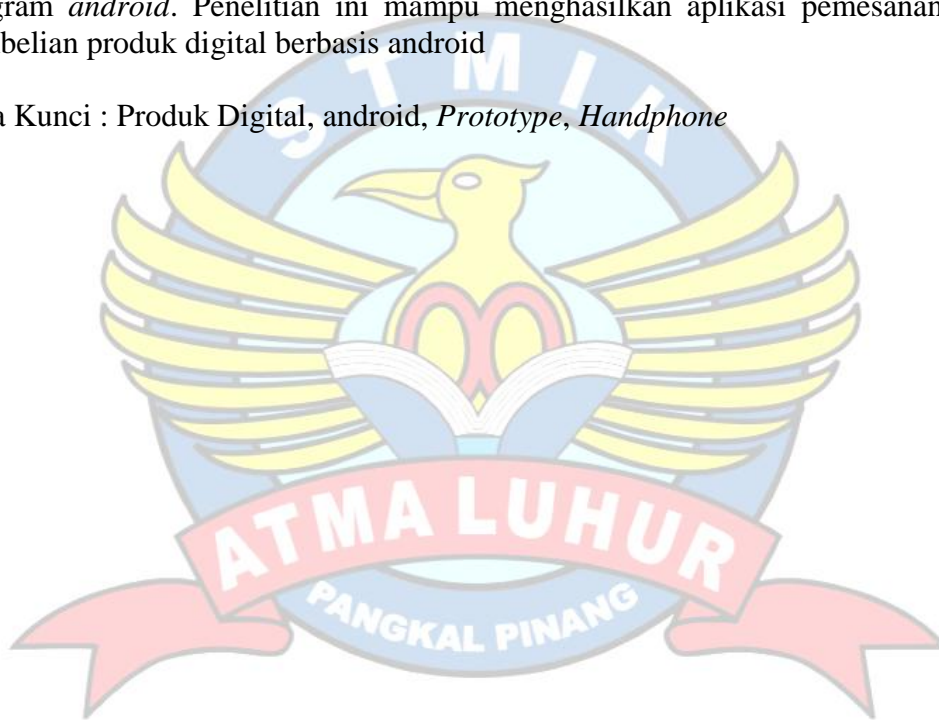 gram android. Penelitian ini mampu menghasilkan aplikasi pemesanan
belian produk digital berbasis android
a Kunci : Produk Digital, android, Prototype, Handphone
STMIK
ATMA LUHUR
PANGKAL PINANG